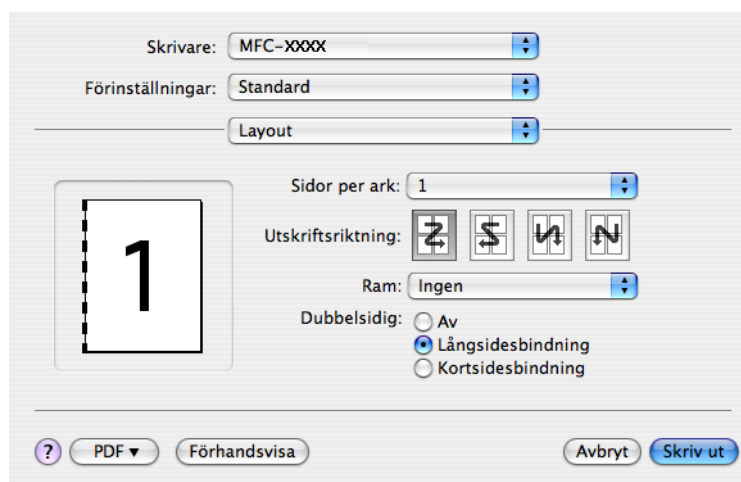 Skrivare: MFC-XXXX
Förinställningar: Standard
Layout
Sidor per ark: 1
1
Utskriftsriktning:
Ram: Ingen
Dubbelsidig: Av
Långsidesbindning
Kortsidesbindning
? PDF ▼ Förhandsvisa Avbryt Skriv ut